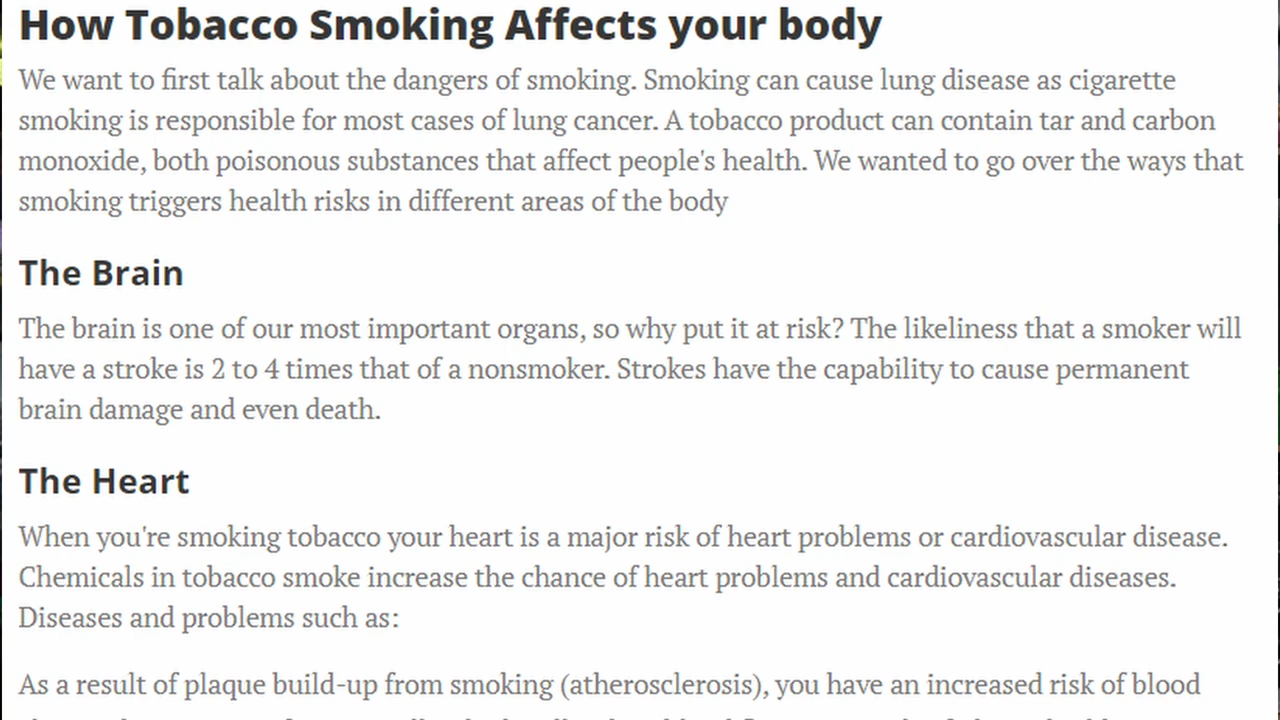 How Tobacco Smoking Affects your body
We want to first talk about the dangers of smoking. Smoking can cause lung disease as cigarette
smoking is responsible for most cases of lung cancer. A tobacco product can contain tar and carbon
monoxide, both poisonous substances that affect people's health. We wanted to go over the ways that
smoking triggers health risks in different areas of the body
The Brain
The brain is one of our most important organs, so why put it at risk? The likeliness that a smoker will
have a stroke is 2 to 4 times that of a nonsmoker. Strokes have the capability to cause permanent
brain damage and even death.
The Heart
When you're smoking tobacco your heart is a major risk of heart problems or cardiovascular disease.
Chemicals in tobacco smoke increase the chance of heart problems and cardiovascular diseases.
Diseases and problems such as:
As a result of plaque build-up from smoking (atherosclerosis), you have an increased risk of blood